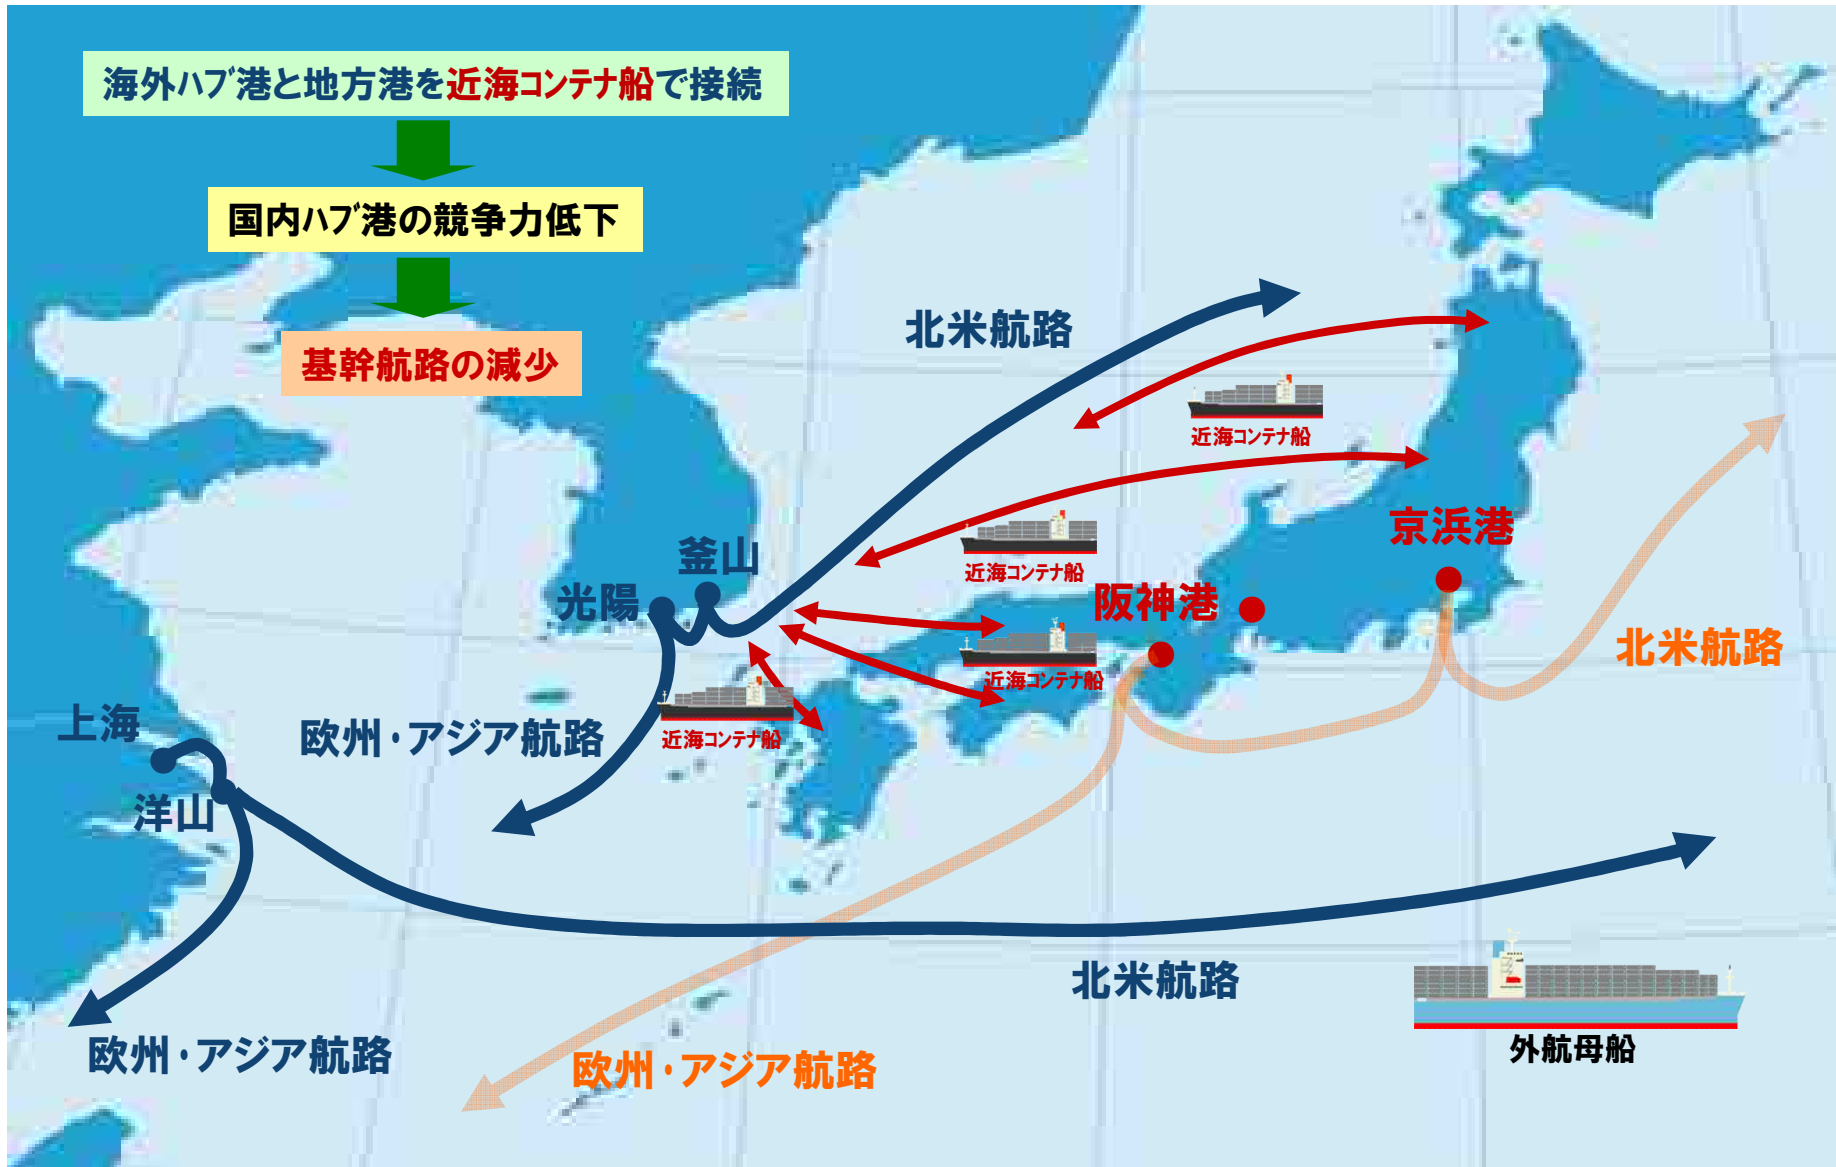 海外ﾊﾌﾞ港と地方港を近海ｺﾝﾃﾅ船で接続
国内ﾊﾌﾞ港の競争力低下
基幹航路の減少
北米航路
近海ｺﾝﾃﾅ船
京浜港
釜山
近海ｺﾝﾃﾅ船
光陽
阪神港
北米航路
近海ｺﾝﾃﾅ船
上海
欧州・アジア航路
近海ｺﾝﾃﾅ船
洋山
北米航路
欧州・アジア航路
欧州・アジア航路
外航母船